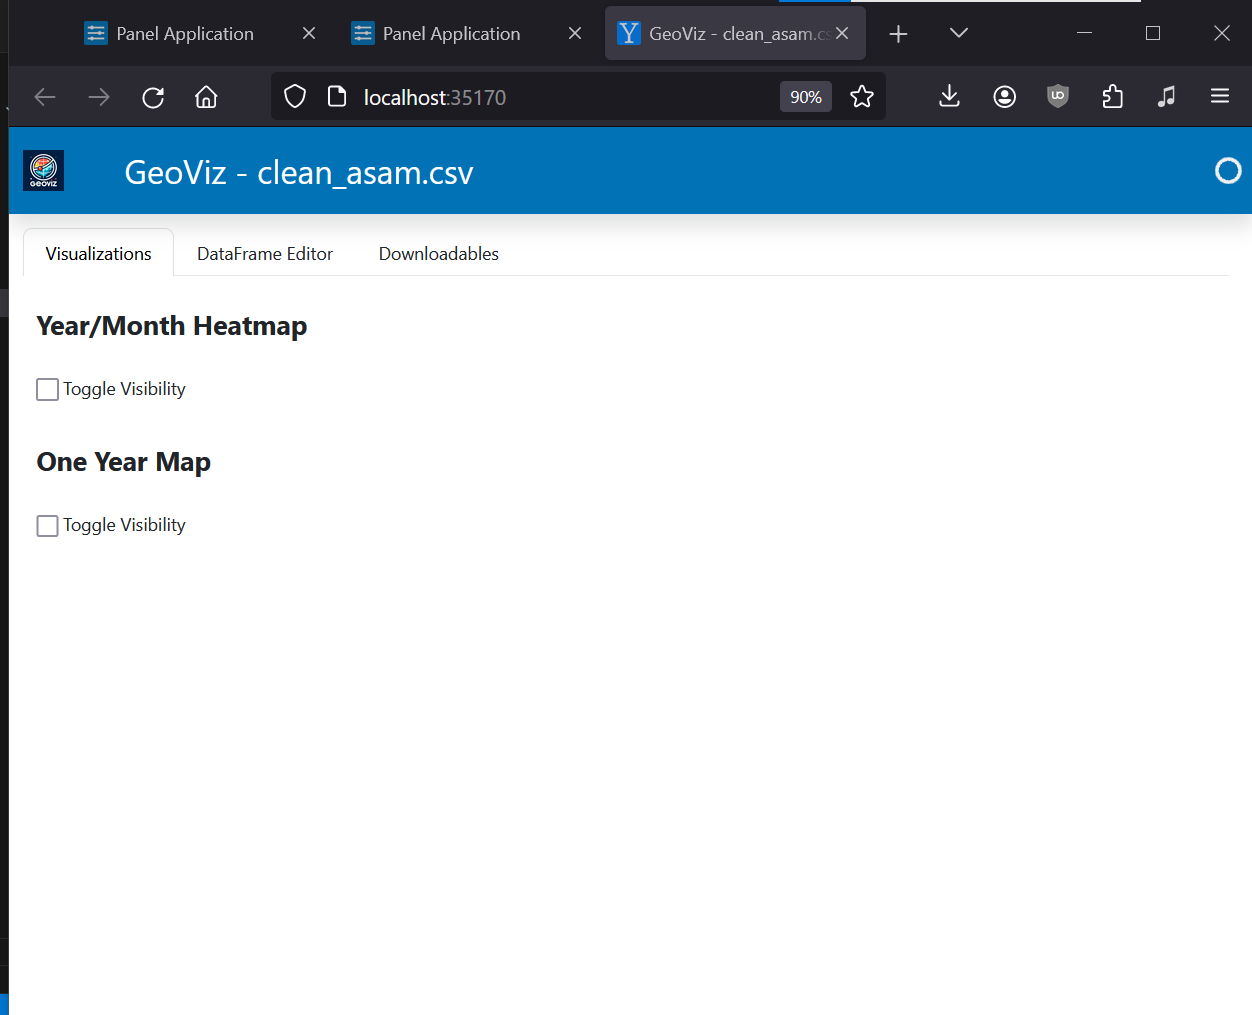 Panel Application
Panel Application
GeoViz - clean_asam.cs
localhost:35170
90%
GEOVIZ
GeoViz - clean_asam.csv
Visualizations
DataFrame Editor
Downloadables
Year/Month Heatmap
Toggle Visibility
One Year Map
Toggle Visibility